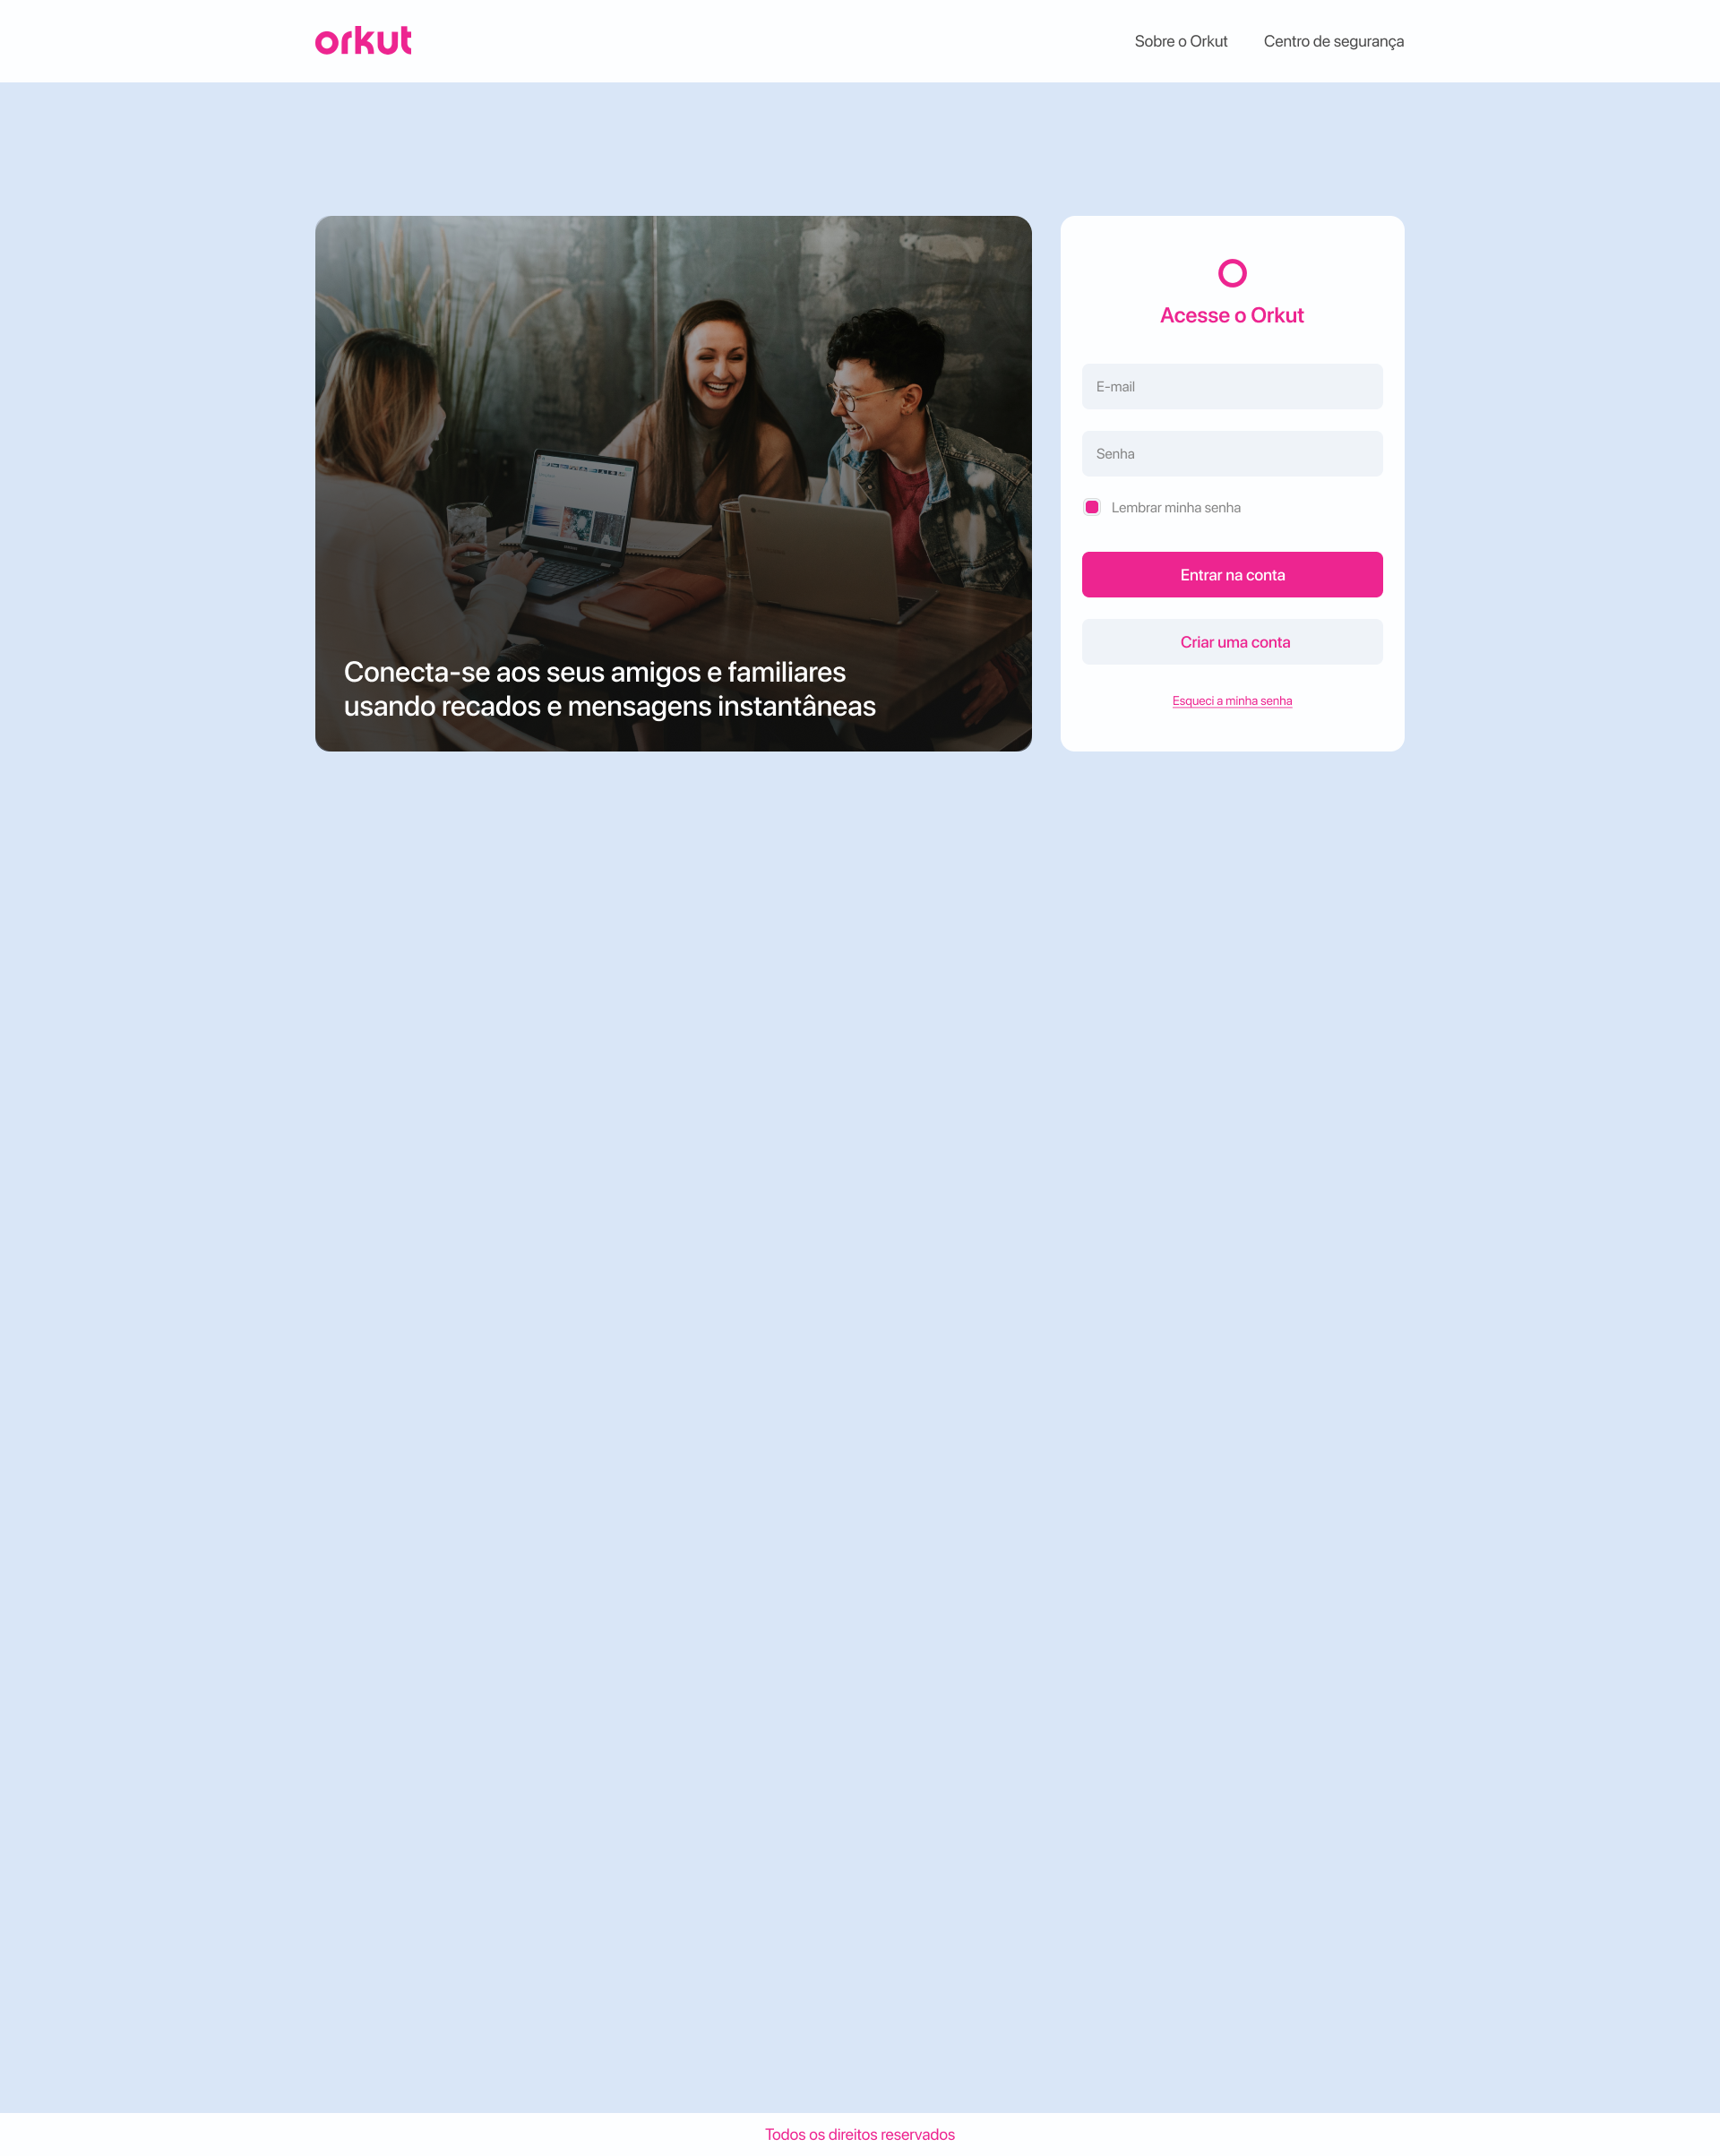 orkut
Sobre o Orkut
Centro de segurança
Conecta-se aos seus amigos e familiares
usando recados e mensagens instantâneas
Acesse o Orkut
E-mail
Senha
Lembrar minha senha
Entrar na conta
Criar uma conta
Esqueci a minha senha
Todos os direitos reservados